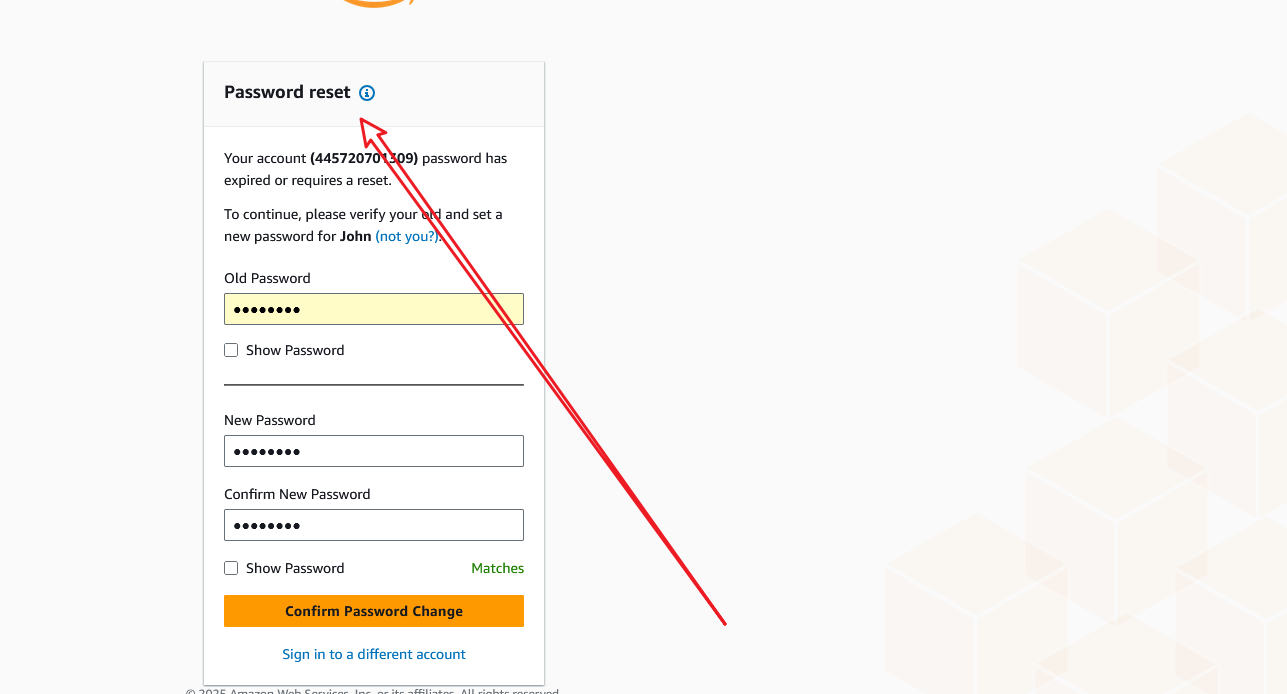 Password reset
Your account (445720701309) password has
expired or requires a reset.
To continue, please verify your old and set a
new password for John (not you?).
Old Password
••••••••
Show Password
New Password
••••••••
Confirm New Password
••••••••
Show Password Matches
Confirm Password Change
Sign in to a different account
© 2025 Amazon Web Services, Inc. or its affiliates. All rights reserved.